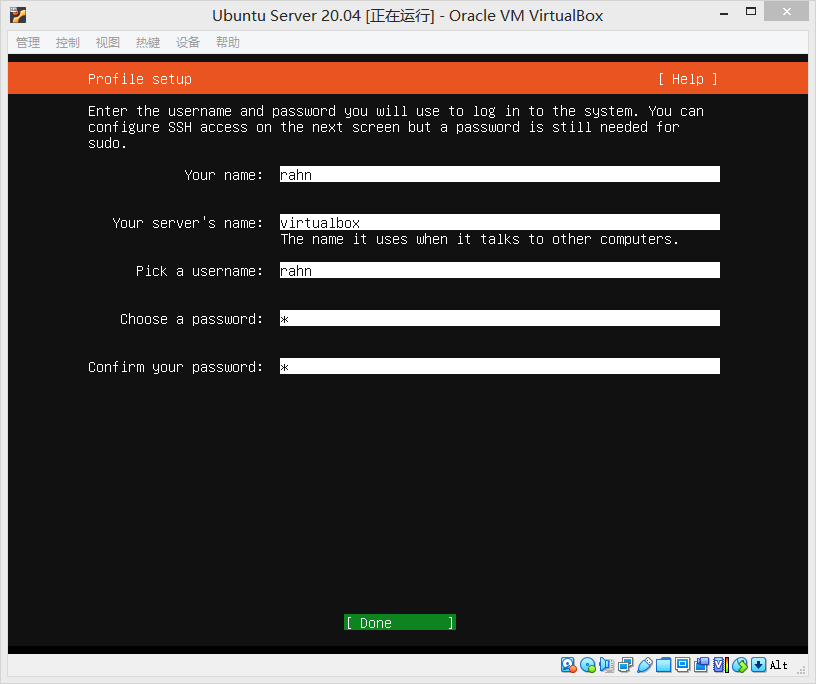 Ubuntu Server 20.04 [正在运行] - Oracle VM VirtualBox
管理 控制 视图 热键 设备 帮助
Profile setup [ Help ]
Enter the username and password you will use to log in to the system. You can
configure SSH access on the next screen but a password is still needed for
sudo.
Your name: rahn
Your server's name: virtualbox
The name it uses when it talks to other computers.
Pick a username: rahn
Choose a password: *
Confirm your password: *
[ Done ]
Alt